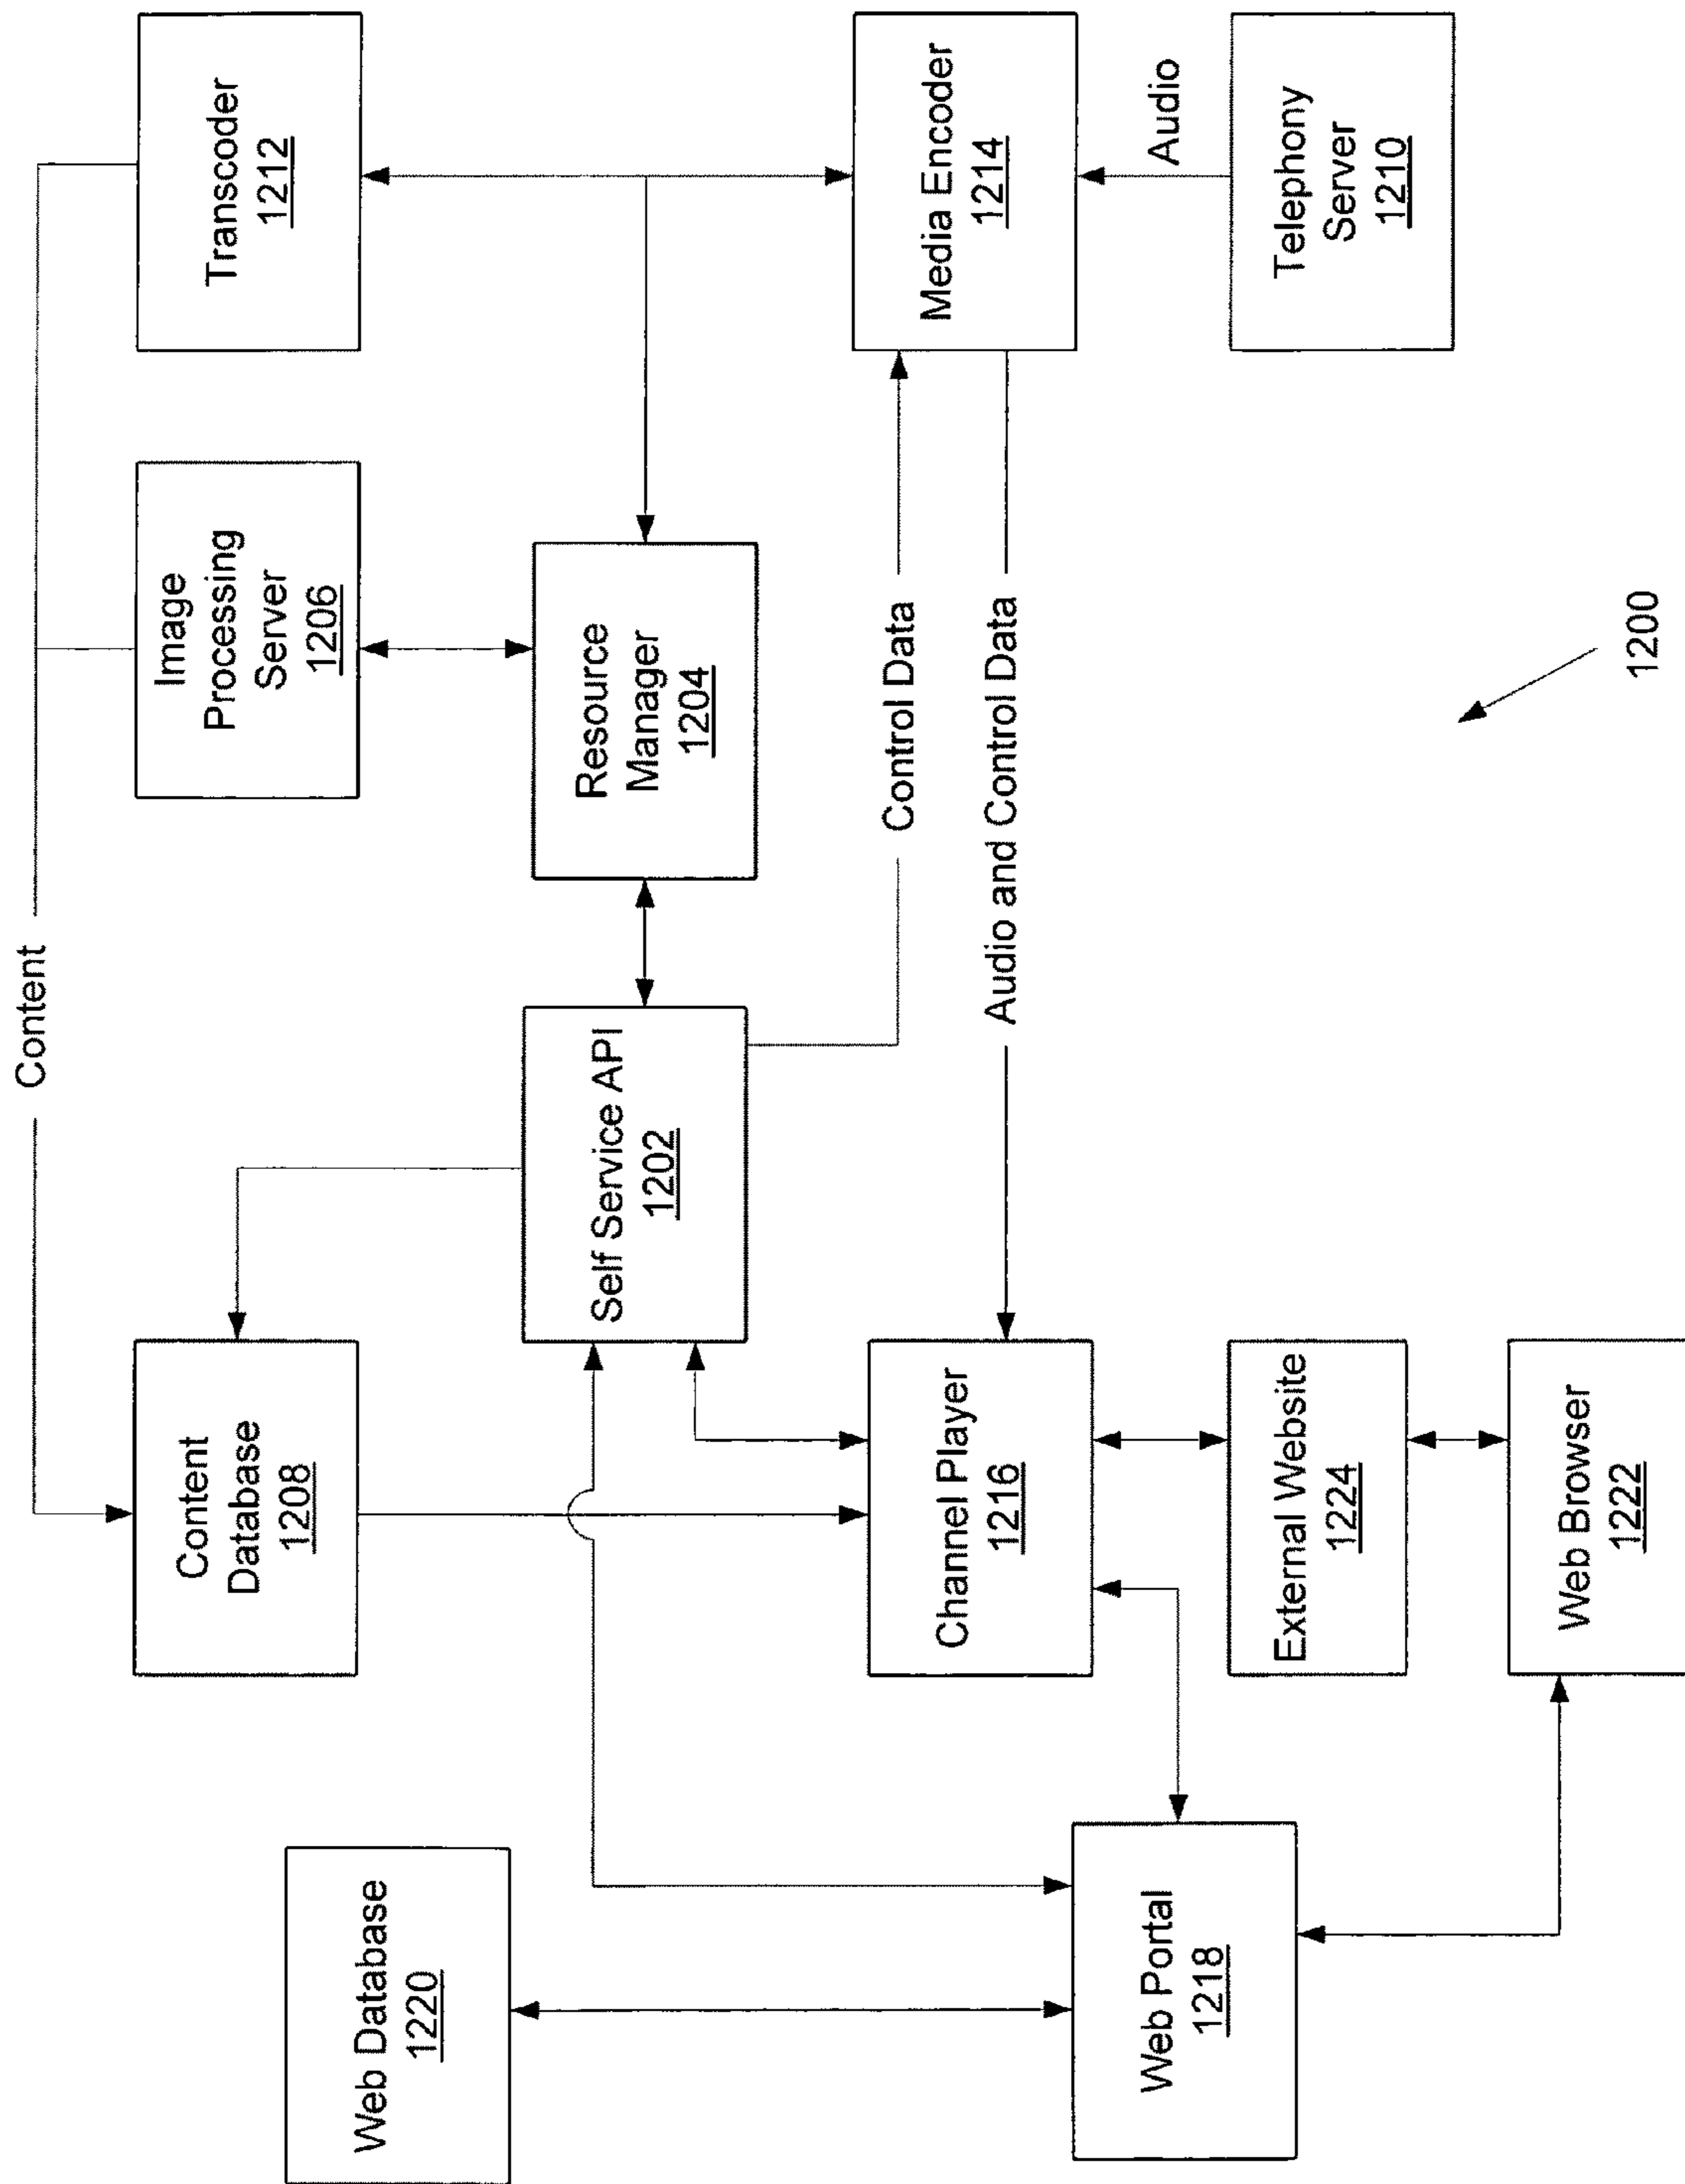 Content
Transcoder
1212
Image
Processing
Server
1206
Content
Database
1208
Web Database
1220
Resource
Manager
1204
Self Service API
1202
Control Data
Media Encoder
1214
Audio and Control Data
Audio
Channel Player
1216
Web Portal
1218
Telephony
Server
1210
External Website
1224
Web Browser
1222
1200